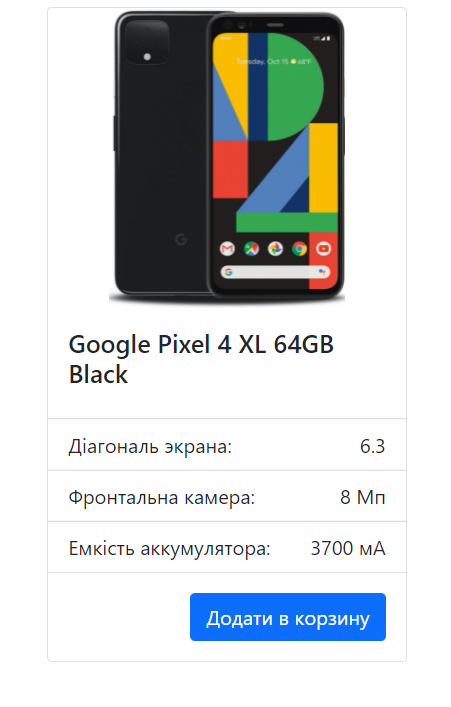 Tuesday, Oct 15 68°F
G
Google Pixel 4 XL 64GB
Black
Діагональ экрана: 6.3
Фронтальна камера: 8 Мп
Емкість аккумулятора: 3700 мА
Додати в корзину